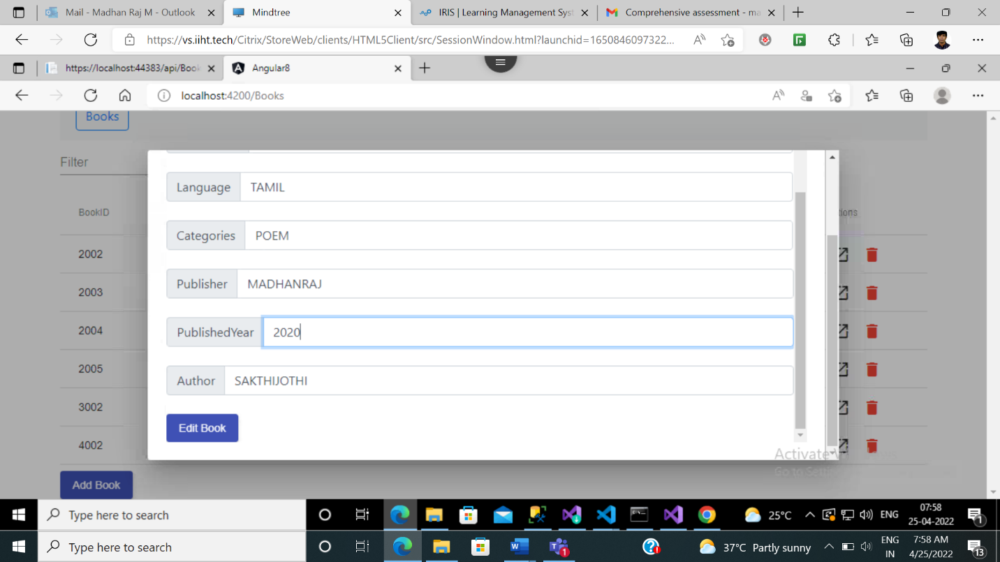 Mail - Madhan Raj M - Outlook
Mindtree
IRIS | Learning Management Syst
Comprehensive assessment - ma
https://vs.iiht.tech/Citrix/StoreWeb/clients/HTML5Client/src/SessionWindow.html?launchid=1650846097322...
https://localhost:44383/api/Book
Angular8
localhost:4200/Books
Books
Filter
BookID
tions
2002
2003
2004
2005
3002
4002
Language TAMIL
Categories POEM
Publisher MADHANRAJ
PublishedYear 2020
Author SAKTHIJOTHI
Edit Book
Add Book
Activate
Go to
Type here to search
25°C
ENG
07:58
25-04-2022
1
Type here to search
1
37°C Partly sunny
ENG
IN
7:58 AM
4/25/2022
13